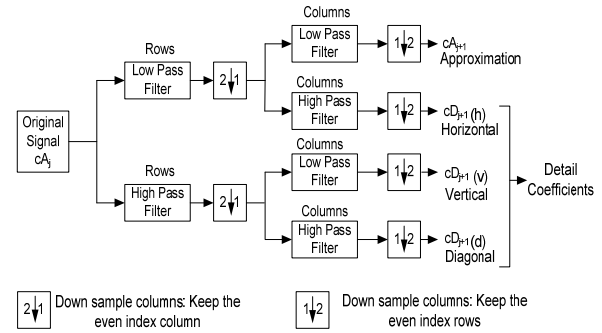 Original
Signal
cAj
Rows
Low Pass
Filter
2↓1
Rows
High Pass
Filter
2↓1
Columns
Low Pass
Filter
1↓2
cAj+1
Approximation
Columns
High Pass
Filter
1↓2
cDj+1 (h)
Horizontal
Columns
Low Pass
Filter
1↓2
cDj+1 (v)
Vertical
Columns
High Pass
Filter
1↓2
cDj+1 (d)
Diagonal
Detail
Coefficients
2↓1
Down sample columns: Keep the
even index column
1↓2
Down sample columns: Keep the
even index rows